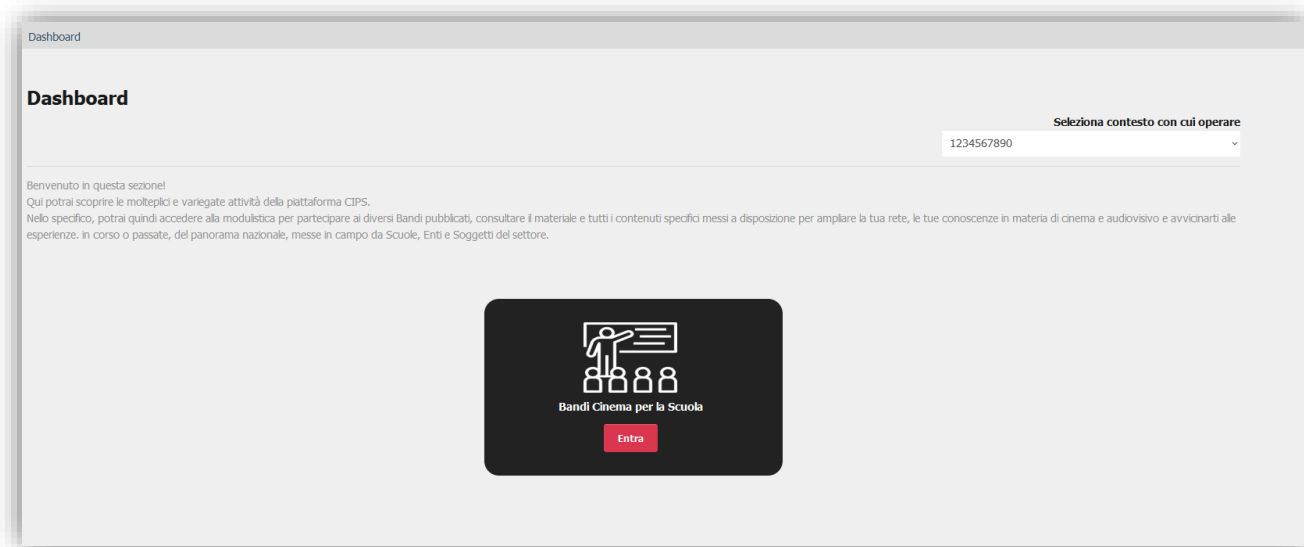 Dashboard
Dashboard
Seleziona contesto con cui operare
1234567890
Benvenuto in questa sezione!
Qui potrai scoprire le molteplici e variegate attività della piattaforma CIPS.
Nello specifico, potrai quindi accedere alla modulistica per partecipare ai diversi Bandi pubblicati, consultare il materiale e tutti i contenuti specifici messi a disposizione per ampliare la tua rete, le tue conoscenze in materia di cinema e audiovisivo e avvicinarti alle
esperienze. in corso o passate, del panorama nazionale, messe in campo da Scuole, Enti e Soggetti del settore.
Bandi Cinema per la Scuola
Entra